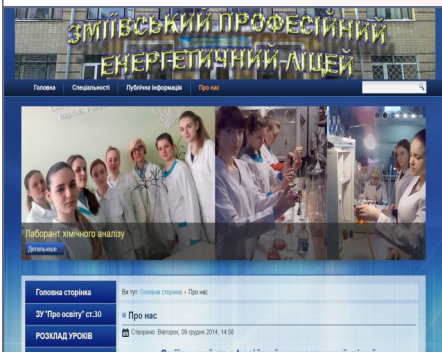 ЗМІЇВСЬКИЙ ПРОФЕСІЙНИЙ
ЕНЕРГЕТИЧНИЙ ЛІЦЕЙ
Головна Спеціальності Публічна інформація Про нас
Лаборант хімічного аналізу
Детальніше
Головна сторінка
Ви тут: Головна сторінка Про нас
ЗУ "Про освіту" ст.30
Про нас
РОЗКЛАД УРОКІВ
Створено: Вівторок, 09 грудня 2014, 14:58